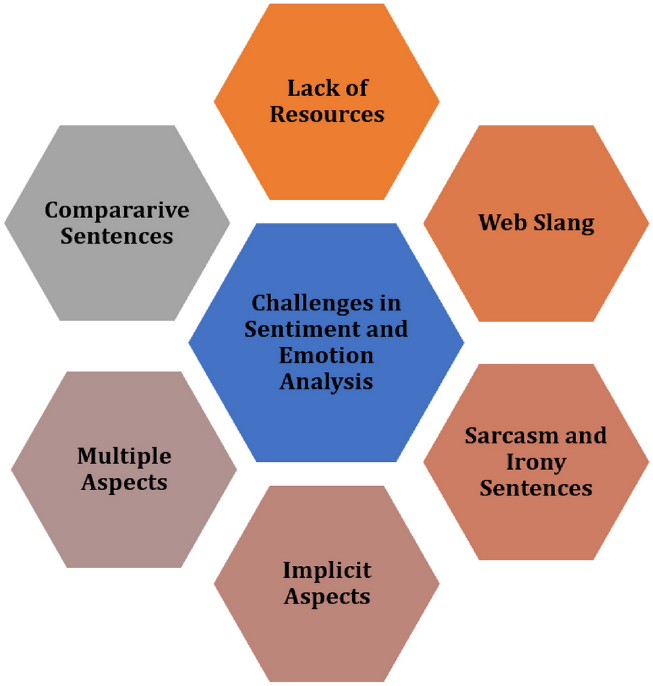 Lack of
Resources
Compararive
Sentences
Web Slang
Challenges in
Sentiment and
Emotion
Analysis
Multiple
Aspects
Sarcasm and
Irony
Sentences
Implicit
Aspects